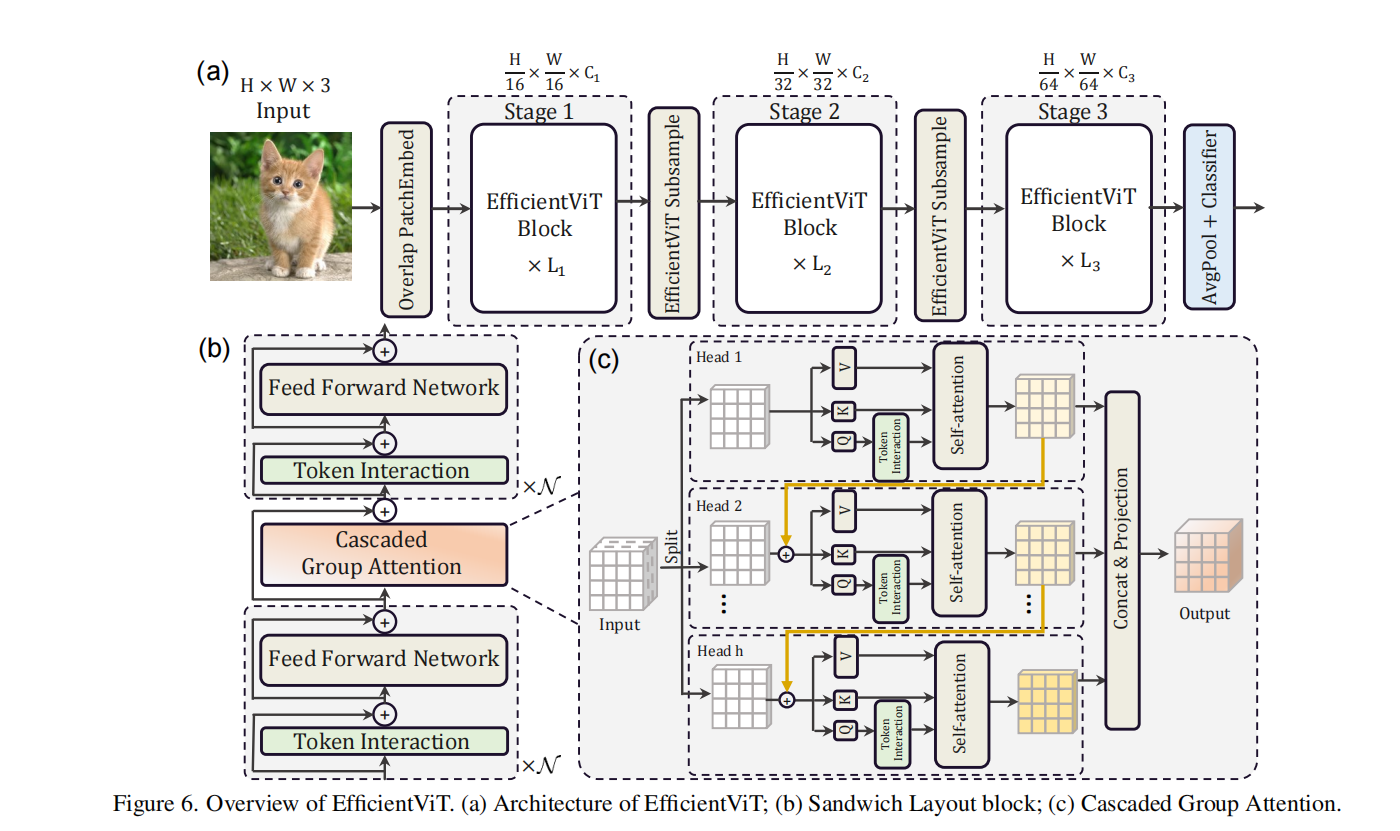 (a)
H × W × 3
Input
Overlap PatchEmbed
H/16 × W/16 × C₁
Stage 1
EfficientViT
Block
× L₁
EfficientViT Subsample
H/32 × W/32 × C₂
Stage 2
EfficientViT
Block
× L₂
EfficientViT Subsample
H/64 × W/64 × C₃
Stage 3
EfficientViT
Block
× L₃
AvgPool + Classifier
(b)
+
Feed Forward Network
+
Token Interaction
×𝒩
+
Cascaded
Group Attention
+
Feed Forward Network
+
Token Interaction
×𝒩
(c)
Input
Split
Head 1
V
K
Q
Token
Interaction
Self-attention
Head 2
+
V
K
Q
Token
Interaction
Self-attention
...
...
Head h
+
V
K
Q
Token
Interaction
Self-attention
Concat & Projection
Output
Figure 6. Overview of EfficientViT. (a) Architecture of EfficientViT; (b) Sandwich Layout block; (c) Cascaded Group Attention.